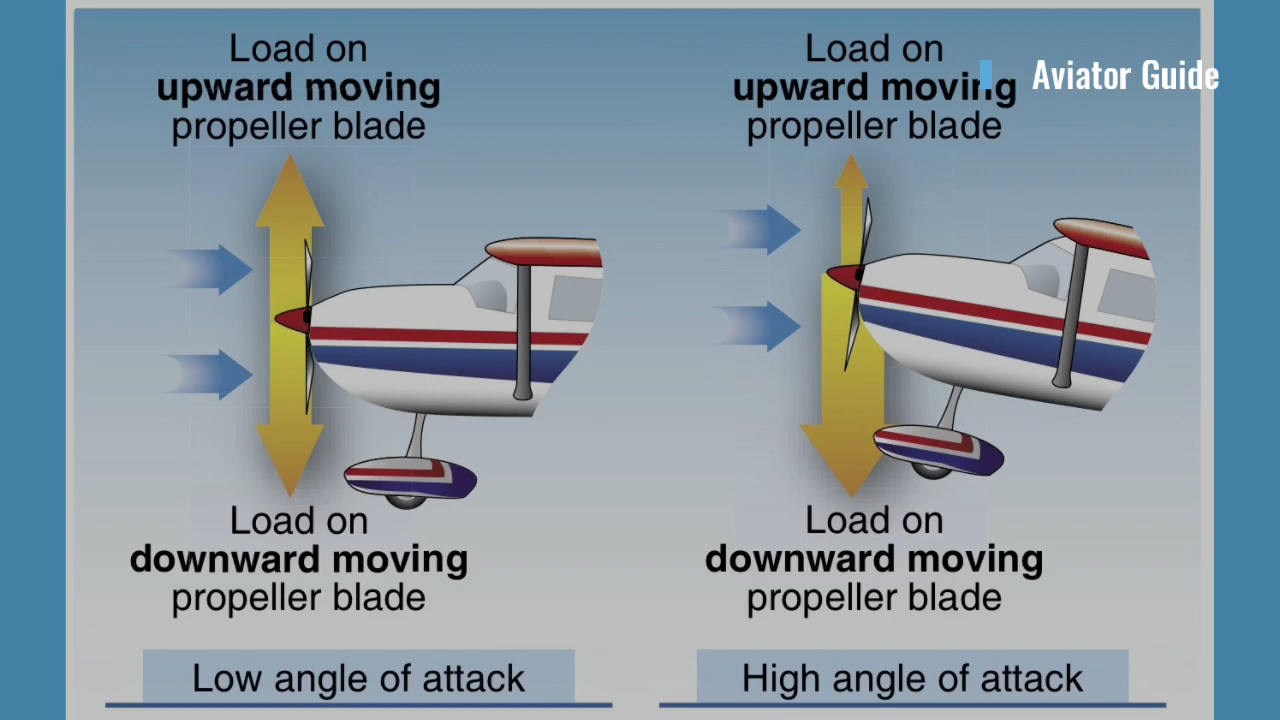 Load on
upward moving
propeller blade
Load on
downward moving
propeller blade
Low angle of attack
Load on
upward moving
propeller blade
Load on
downward moving
propeller blade
High angle of attack
Aviator Guide